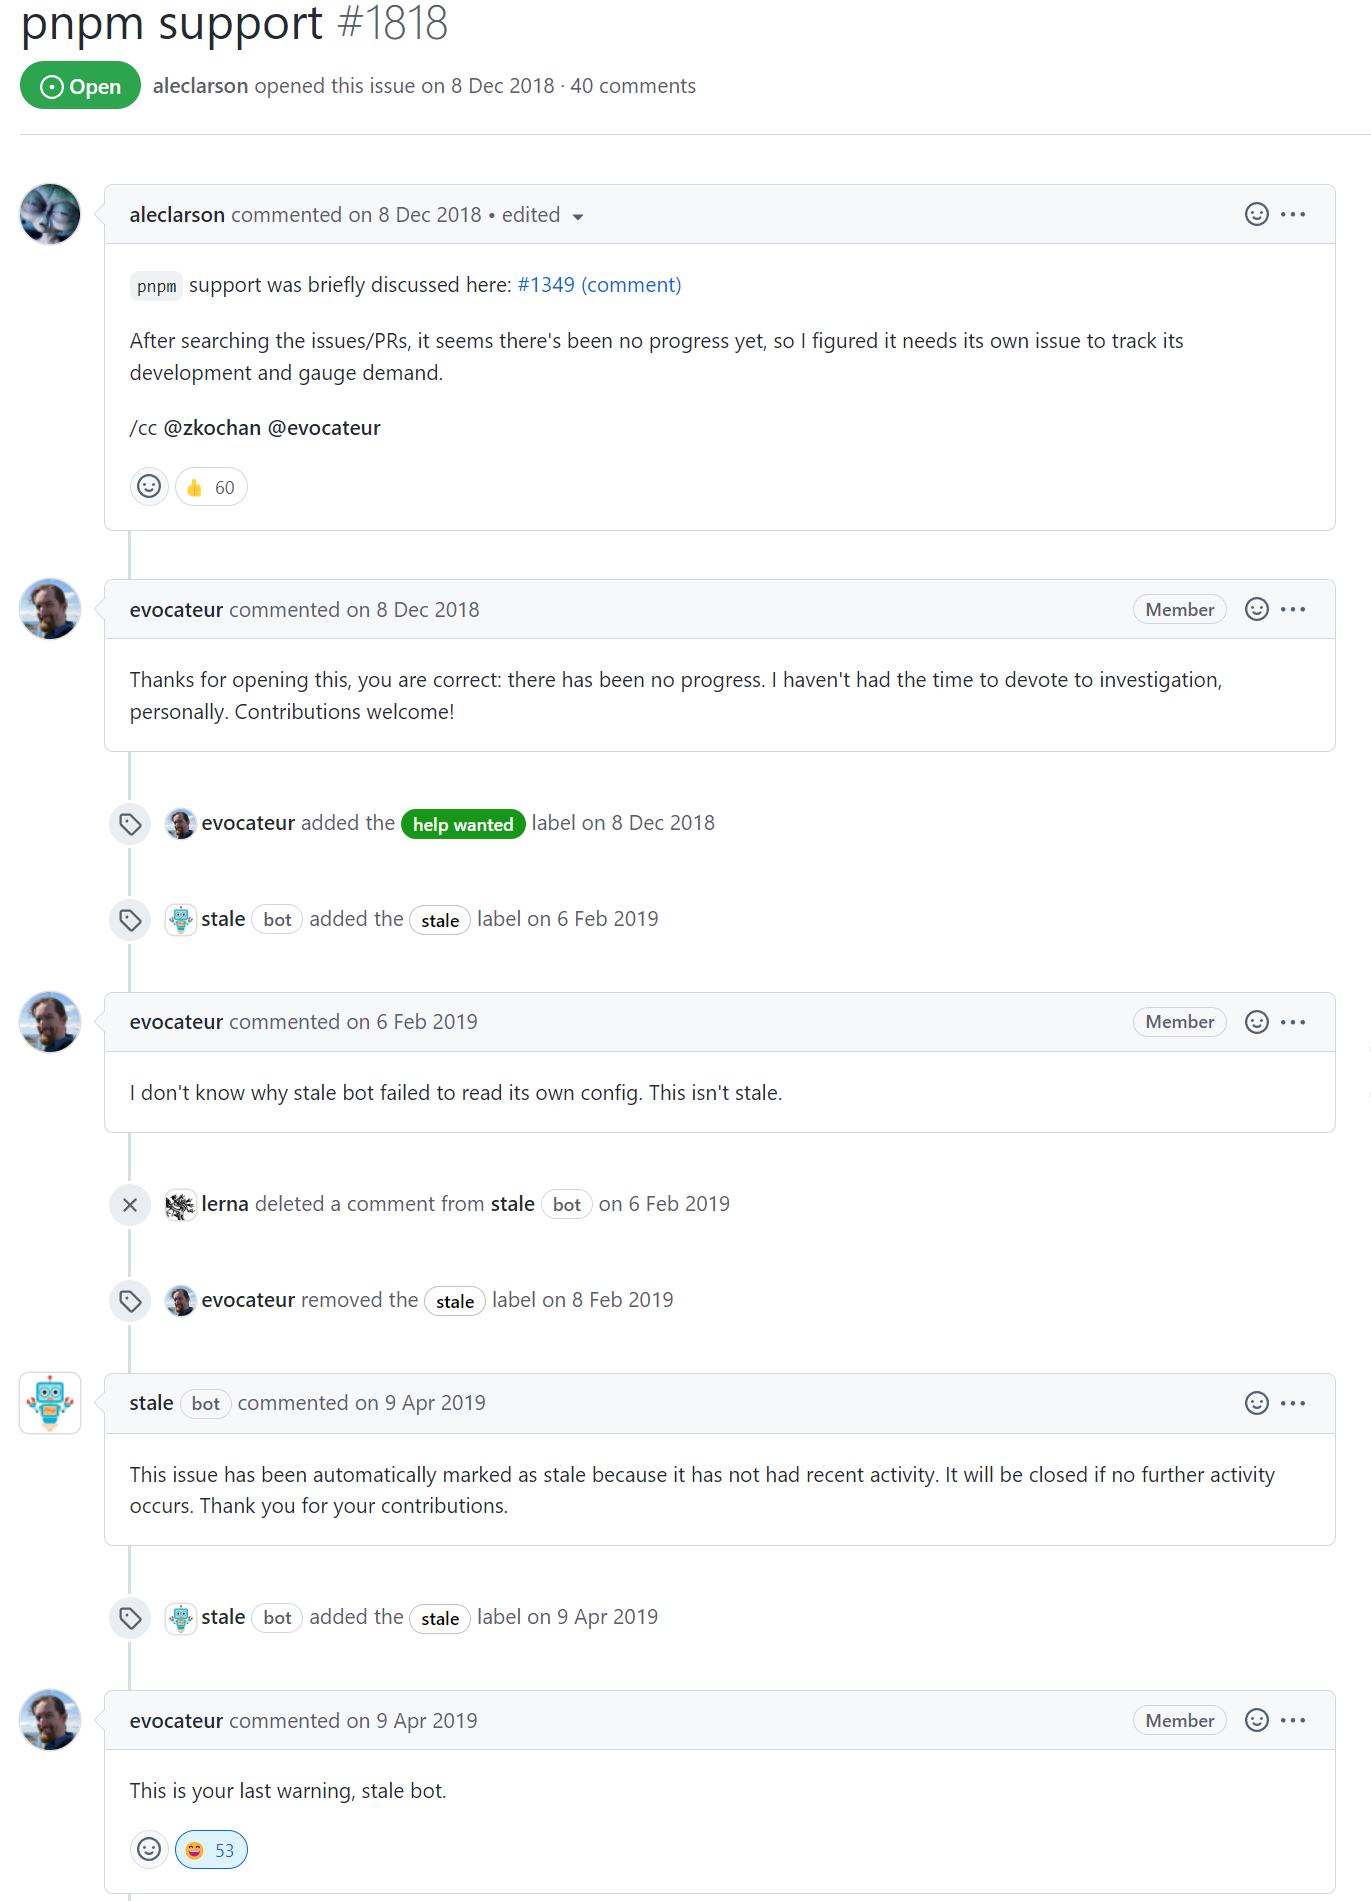 pnpm support #1818
Open aleclarson opened this issue on 8 Dec 2018 · 40 comments
aleclarson commented on 8 Dec 2018 • edited
pnpm support was briefly discussed here: #1349 (comment)
After searching the issues/PRs, it seems there's been no progress yet, so I figured it needs its own issue to track its
development and gauge demand.
/cc @zkochan @evocateur
60
evocateur commented on 8 Dec 2018 Member
Thanks for opening this, you are correct: there has been no progress. I haven't had the time to devote to investigation,
personally. Contributions welcome!
evocateur added the help wanted label on 8 Dec 2018
stale bot added the stale label on 6 Feb 2019
evocateur commented on 6 Feb 2019 Member
I don't know why stale bot failed to read its own config. This isn't stale.
lerna deleted a comment from stale bot on 6 Feb 2019
evocateur removed the stale label on 8 Feb 2019
stale bot commented on 9 Apr 2019
This issue has been automatically marked as stale because it has not had recent activity. It will be closed if no further activity
occurs. Thank you for your contributions.
stale bot added the stale label on 9 Apr 2019
evocateur commented on 9 Apr 2019 Member
This is your last warning, stale bot.
53